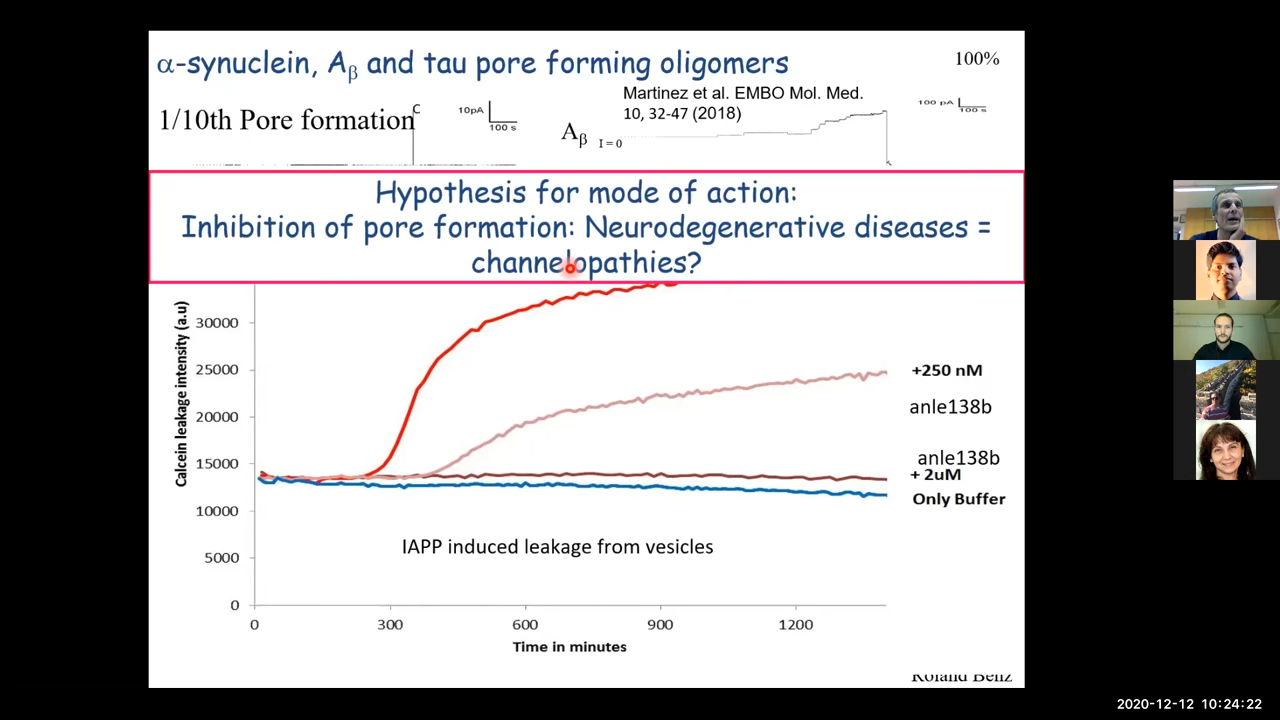 α-synuclein, Aβ and tau pore forming oligomers
100%
Martinez et al. EMBO Mol. Med.
10, 32-47 (2018)
1/10th Pore formation
C
10pA
100 s
Aβ
I = 0
100 pA
100 s
Hypothesis for mode of action:
Inhibition of pore formation: Neurodegenerative diseases =
channelopathies?
Calcein leakage intensity (a.u)
30000
25000
20000
15000
10000
5000
0
+250 nM
anle138b
anle138b
+ 2uM
Only Buffer
IAPP induced leakage from vesicles
0 300 600 900 1200
Time in minutes
Roland Benz
2020-12-12 10:24:22